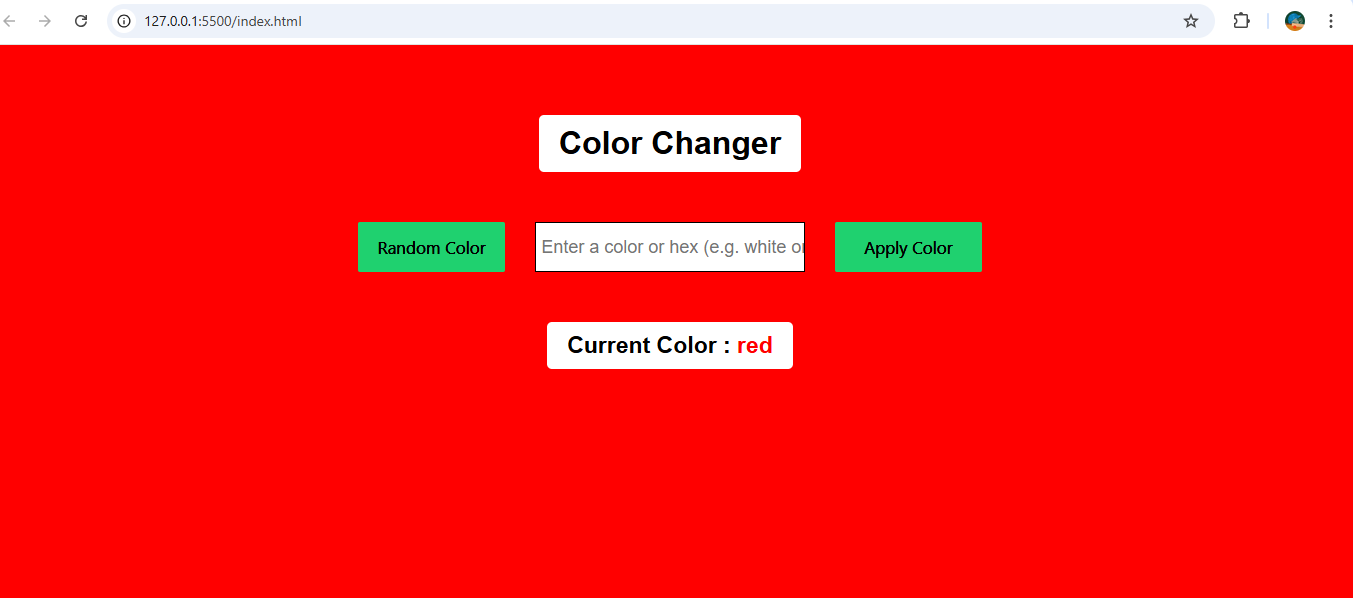 127.0.0.1:5500/index.html
Color Changer
Random Color
Enter a color or hex (e.g. white or
Apply Color
Current Color : red